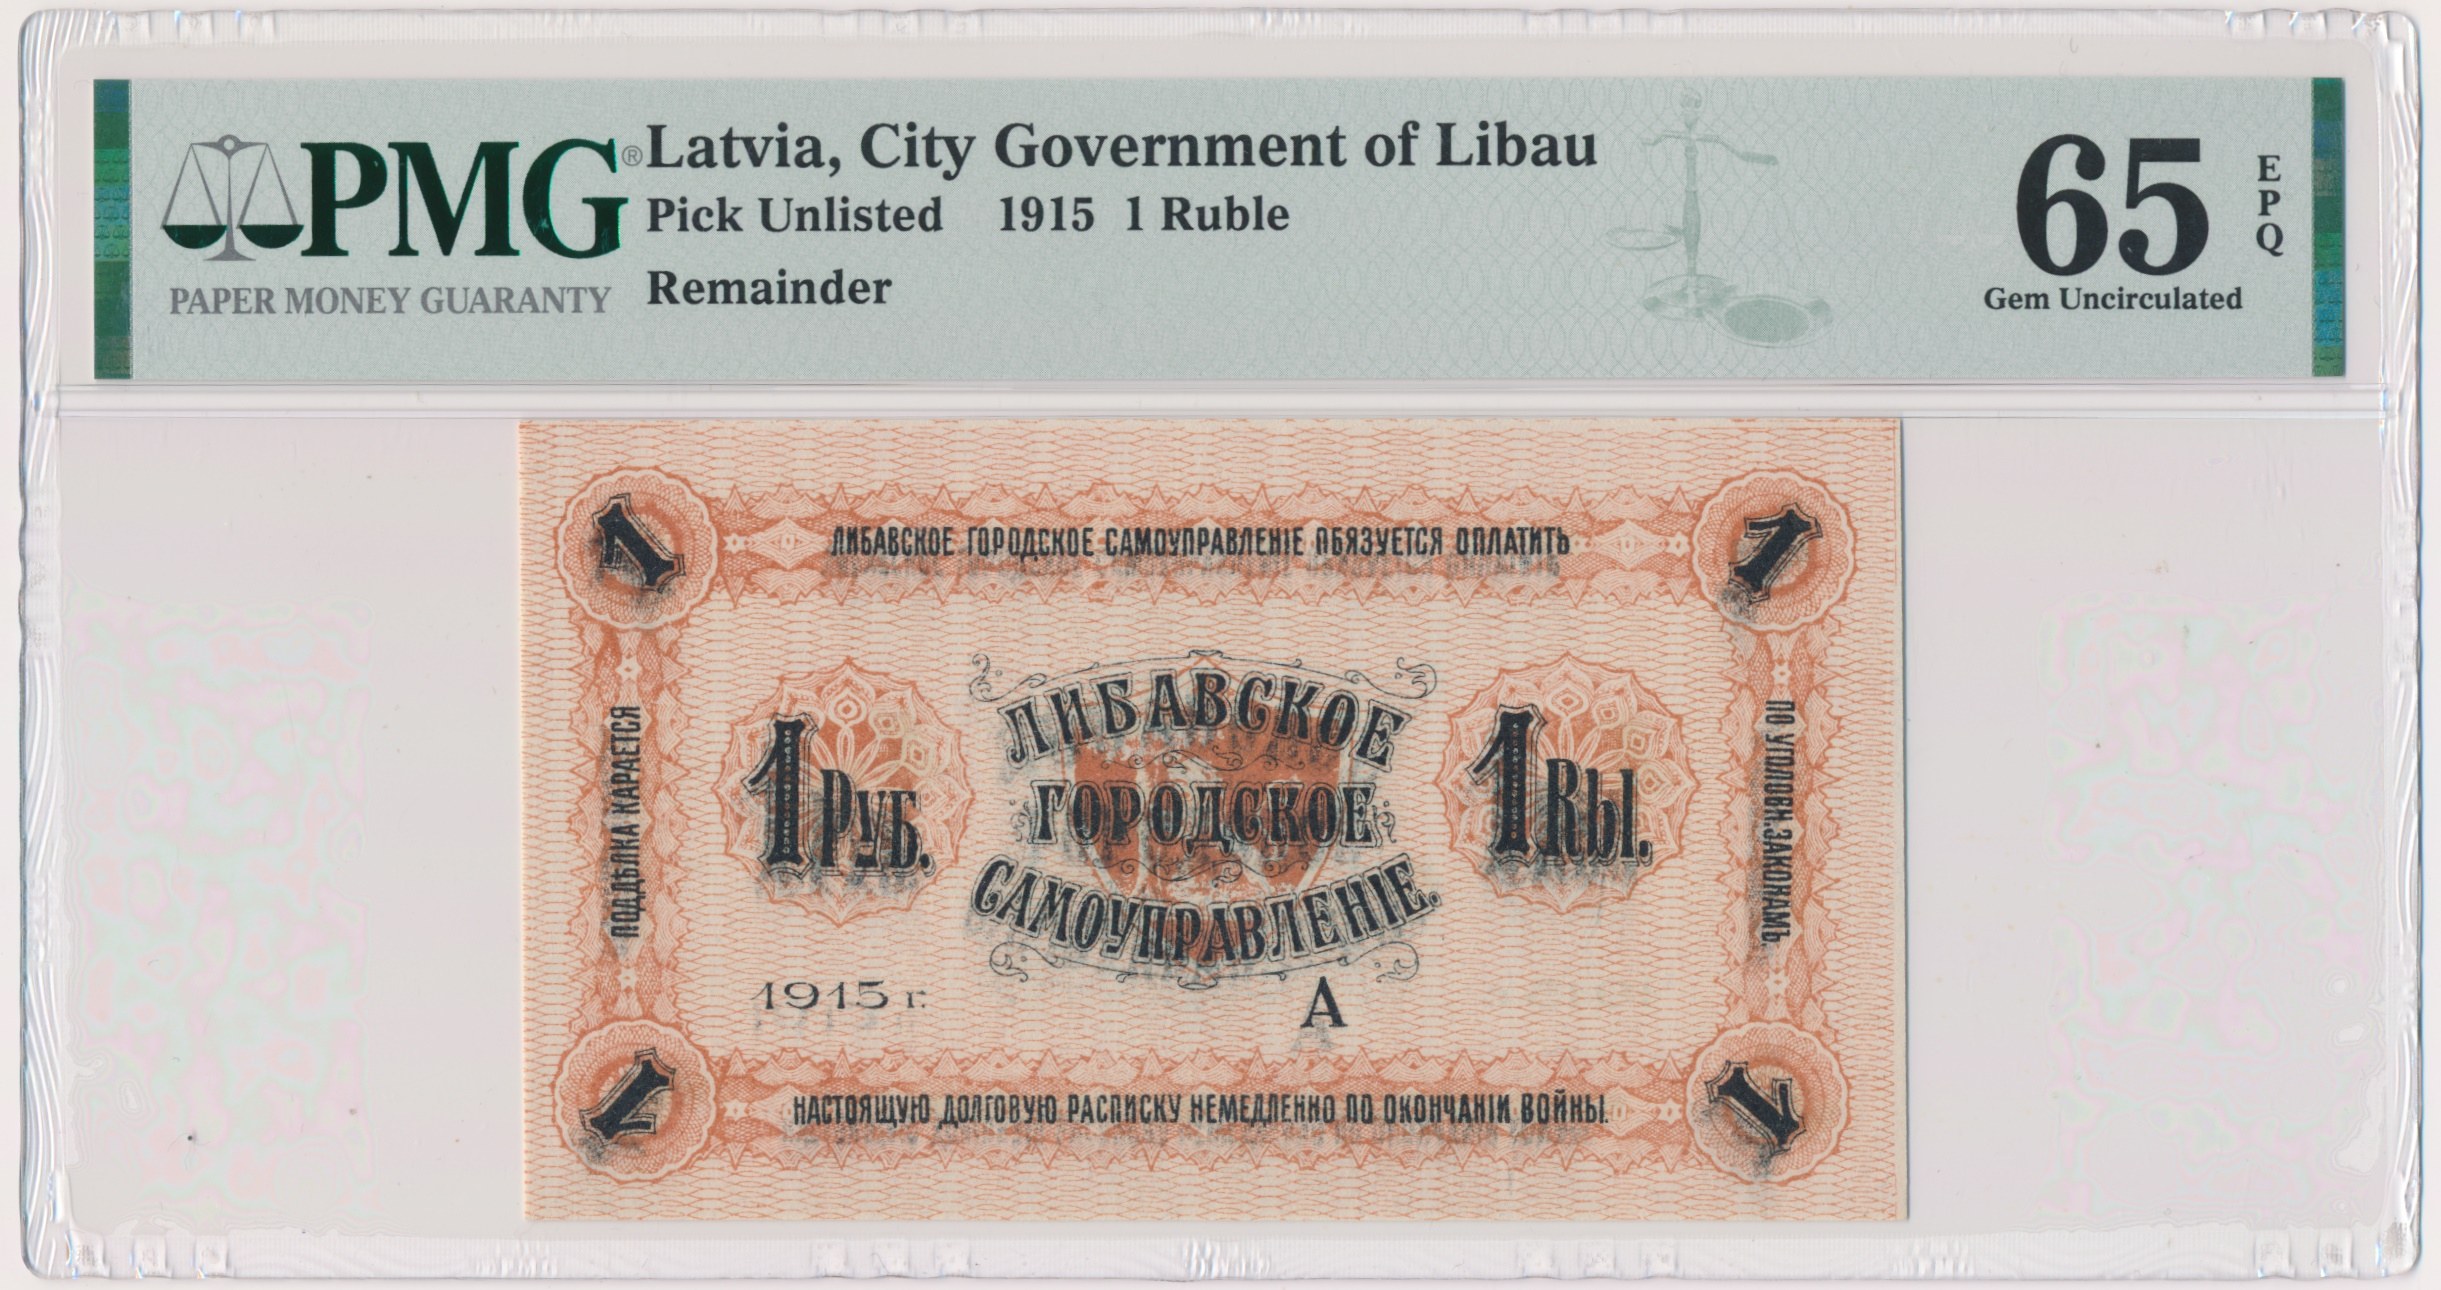 PMG®
PAPER MONEY GUARANTY
Latvia, City Government of Libau
Pick Unlisted 1915 1 Ruble
Remainder
65
EPQ
Gem Uncirculated
1
1
ЛИБАВСКОЕ ГОРОДСКОЕ САМОУПРАВЛЕНІЕ ОБЯЗУЕТСЯ ОПЛАТИТЬ
ПОДДѢЛКА КАРАЕТСЯ
ПО УГОЛОВН. ЗАКОНАМЪ.
1 РУБ.
ЛИБАВСКОЕ
ГОРОДСКОЕ
САМОУПРАВЛЕНІЕ.
1 Rbl.
1915 г.
А
НАСТОЯЩУЮ ДОЛГОВУЮ РАСПИСКУ НЕМЕДЛЕННО ПО ОКОНЧАНІИ ВОЙНЫ.
1
1